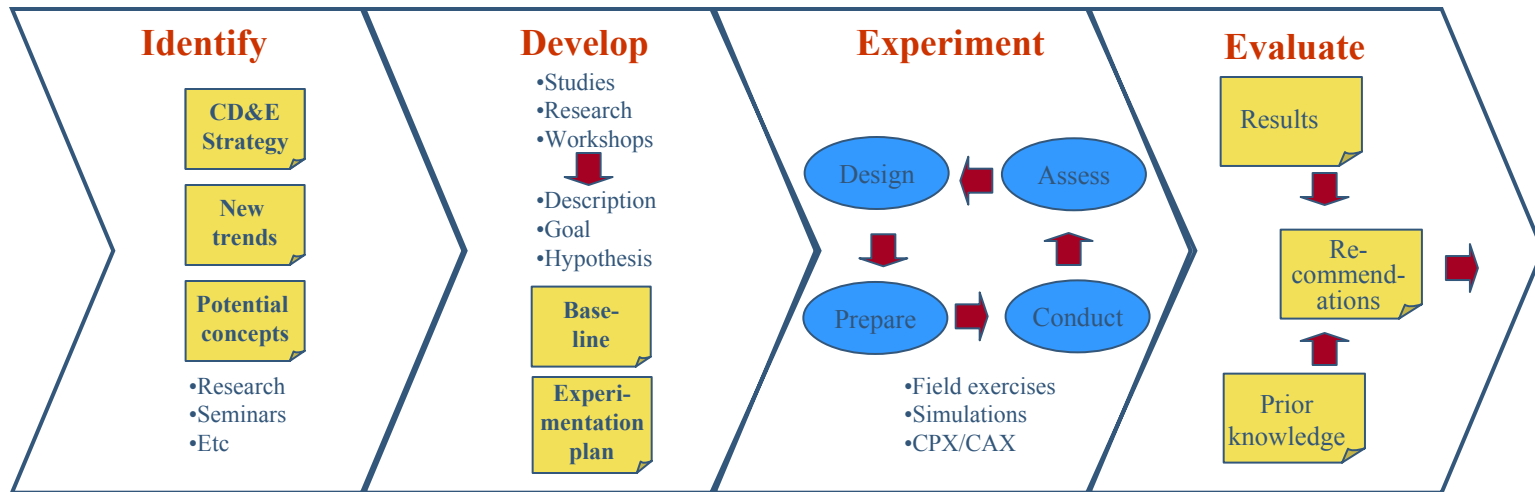 Identify
CD&E
Strategy
New
trends
Potential
concepts
•Research
•Seminars
•Etc
Develop
•Studies
•Research
•Workshops
•Description
•Goal
•Hypothesis
Base-
line
Experi-
mentation
plan
Experiment
Design
Assess
Prepare
Conduct
•Field exercises
•Simulations
•CPX/CAX
Evaluate
Results
Re-
commend-
ations
Prior
knowledge